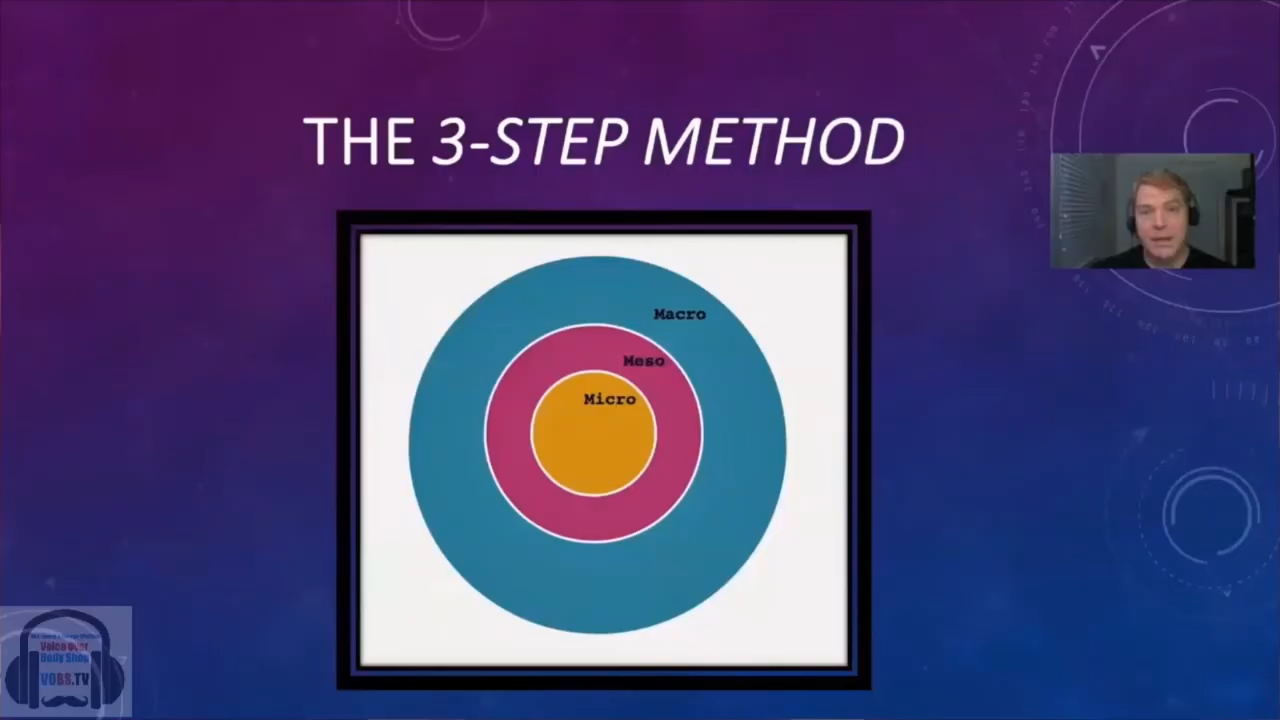 THE 3-STEP METHOD
Macro
Meso
Micro
Voice Over
Body Shop
VOBS.TV